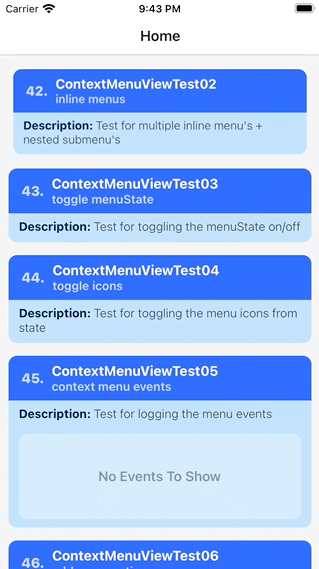 Carrier 9:43 PM
Home
42. ContextMenuViewTest02
inline menus
Description: Test for multiple inline menu's +
nested submenu's
43. ContextMenuViewTest03
toggle menuState
Description: Test for toggling the menuState on/off
44. ContextMenuViewTest04
toggle icons
Description: Test for toggling the menu icons from
state
45. ContextMenuViewTest05
context menu events
Description: Test for logging the menu events
No Events To Show
46. ContextMenuViewTest06